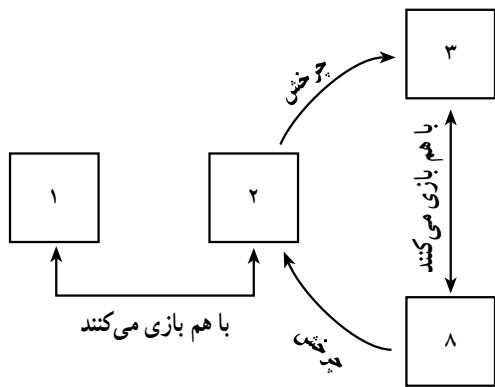 ۳
چرخش
با هم بازی می‌کنند
۱
۲
با هم بازی می‌کنند
چرخش
۸